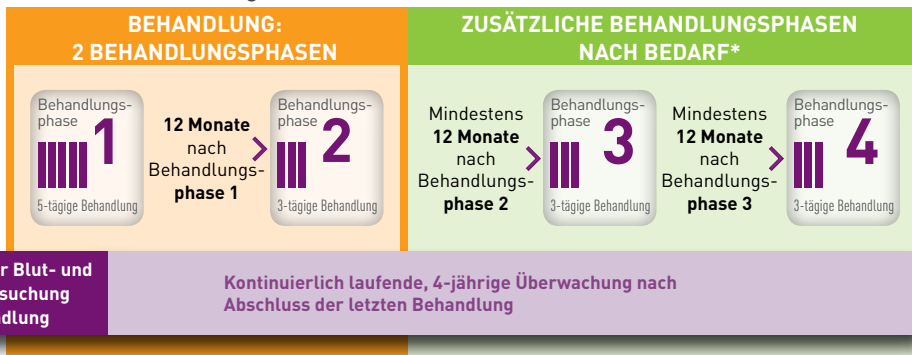 BEHANDLUNG:
2 BEHANDLUNGSPHASEN
ZUSÄTZLICHE BEHANDLUNGSPHASEN
NACH BEDARF*
Behandlungs-
phase 1
5-tägige Behandlung
12 Monate
nach
Behandlungs-
phase 1
Behandlungs-
phase 2
3-tägige Behandlung
Mindestens
12 Monate
nach
Behandlungs-
phase 2
Behandlungs-
phase 3
3-tägige Behandlung
Mindestens
12 Monate
nach
Behandlungs-
phase 3
Behandlungs-
phase 4
3-tägige Behandlung
r Blut- und
suchung
dlung
Kontinuierlich laufende, 4-jährige Überwachung nach
Abschluss der letzten Behandlung